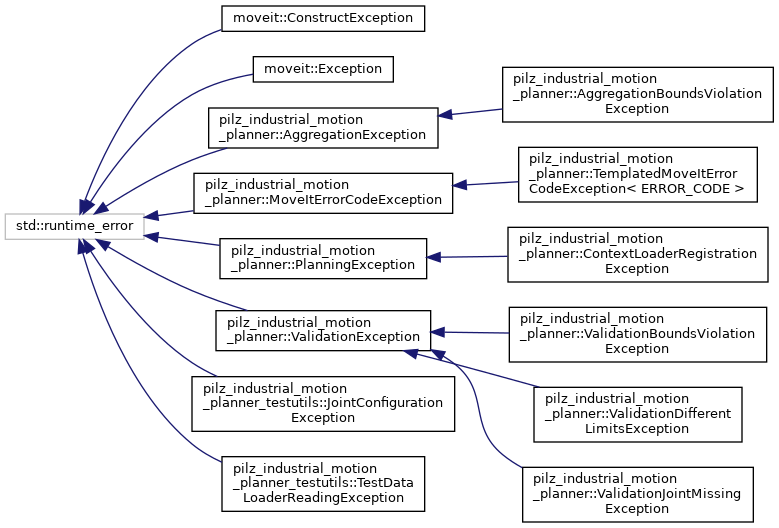 moveit::ConstructException
moveit::Exception
pilz_industrial_motion
_planner::AggregationException
pilz_industrial_motion
_planner::AggregationBoundsViolation
Exception
pilz_industrial_motion
_planner::MoveItErrorCodeException
pilz_industrial_motion
_planner::TemplatedMoveItError
CodeException< ERROR_CODE >
std::runtime_error
pilz_industrial_motion
_planner::PlanningException
pilz_industrial_motion
_planner::ContextLoaderRegistration
Exception
pilz_industrial_motion
_planner::ValidationException
pilz_industrial_motion
_planner::ValidationBoundsViolation
Exception
pilz_industrial_motion
_planner::ValidationDifferent
LimitsException
pilz_industrial_motion
_planner::ValidationJointMissing
Exception
pilz_industrial_motion
_planner_testutils::JointConfiguration
Exception
pilz_industrial_motion
_planner_testutils::TestData
LoaderReadingException